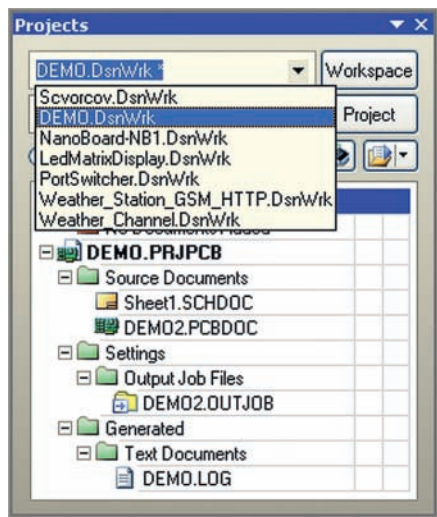 Projects
DEMO.DsnWrk *
Workspace
Scvorcov.DsnWrk
DEMO.DsnWrk
Project
NanoBoard-NB1.DsnWrk
LedMatrixDisplay.DsnWrk
PortSwitcher.DsnWrk
Weather_Station_GSM_HTTP.DsnWrk
Weather_Channel.DsnWrk
DEMO.PRJPCB
Source Documents
Sheet1.SCHDOC
DEMO2.PCBDOC
Settings
Output Job Files
DEMO2.OUTJOB
Generated
Text Documents
DEMO.LOG